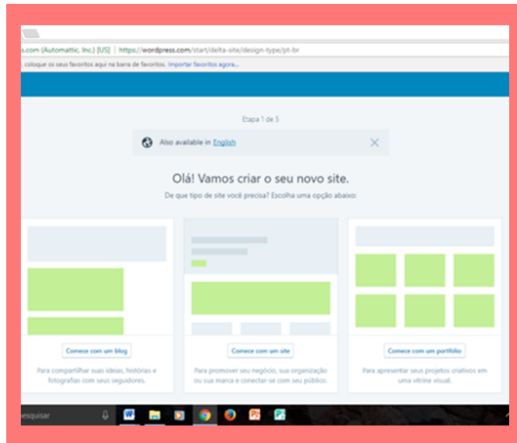 s.com (Automattic, Inc.) [US] | https://wordpress.com/start/delta-site/design-type/pt-br
, coloque os seus favoritos aqui na barra de favoritos. Importar favoritos agora...
Etapa 1 de 5
Also available in English
Olá! Vamos criar o seu novo site.
De que tipo de site você precisa? Escolha uma opção abaixo:
Comece com um blog
Para compartilhar suas ideias, histórias e
fotografias com seus seguidores.
Comece com um site
Para promover seu negócio, sua organização
ou sua marca e conectar-se com seu público.
Comece com um portfólio
Para apresentar seus projetos criativos em
uma vitrine visual.
esquisar